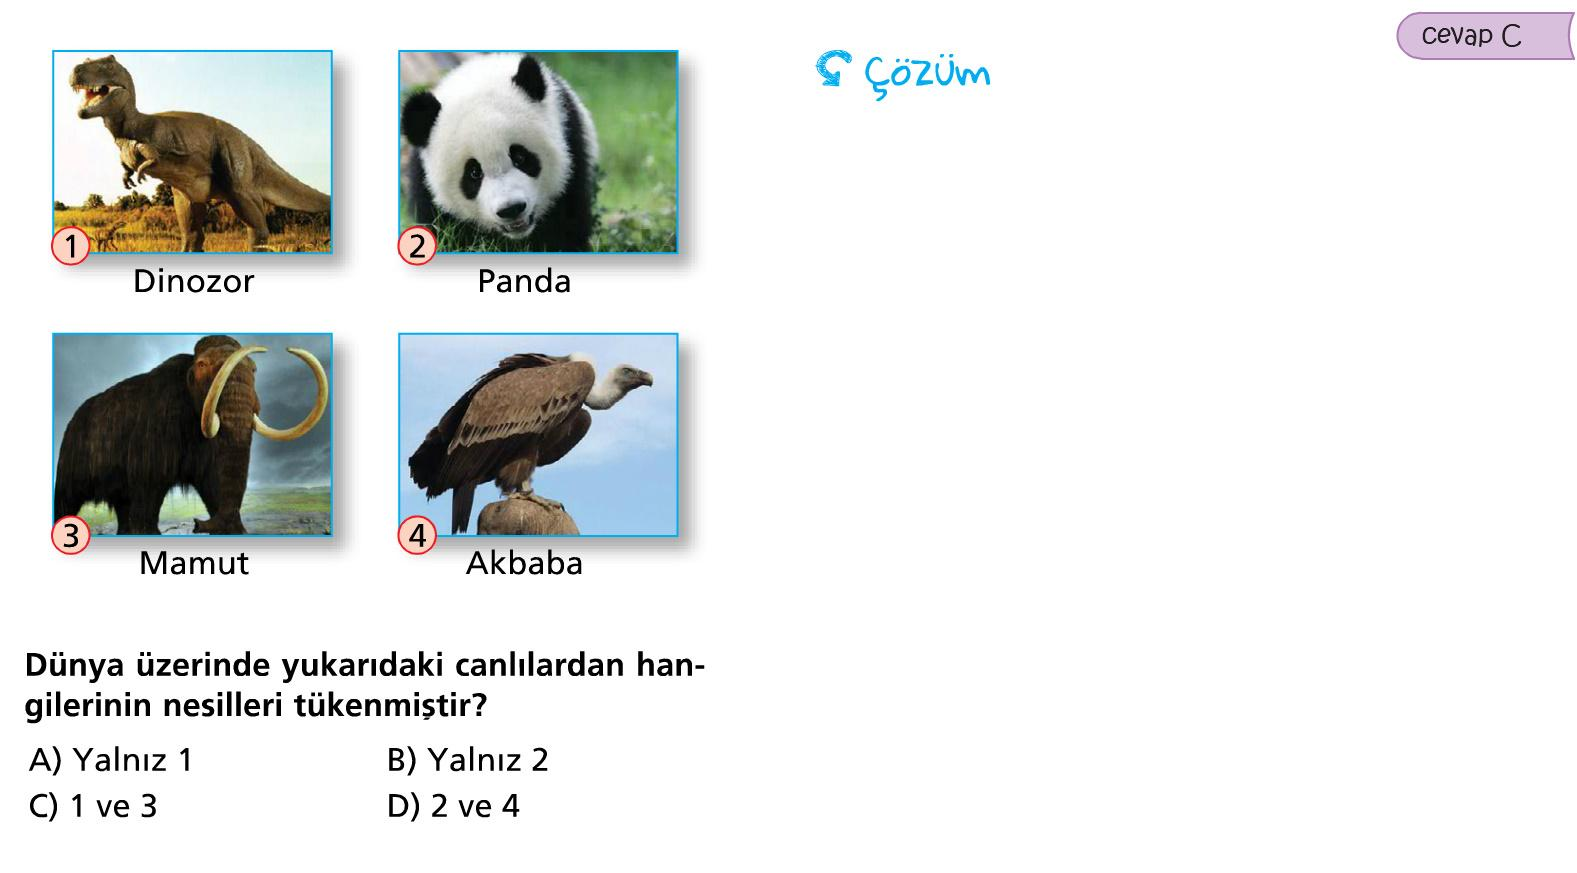 1
Dinozor
2
Panda
3
Mamut
4
Akbaba
Dünya üzerinde yukarıdaki canlılardan han-
gilerinin nesilleri tükenmiştir?
A) Yalnız 1
B) Yalnız 2
C) 1 ve 3
D) 2 ve 4
Çözüm
cevap C